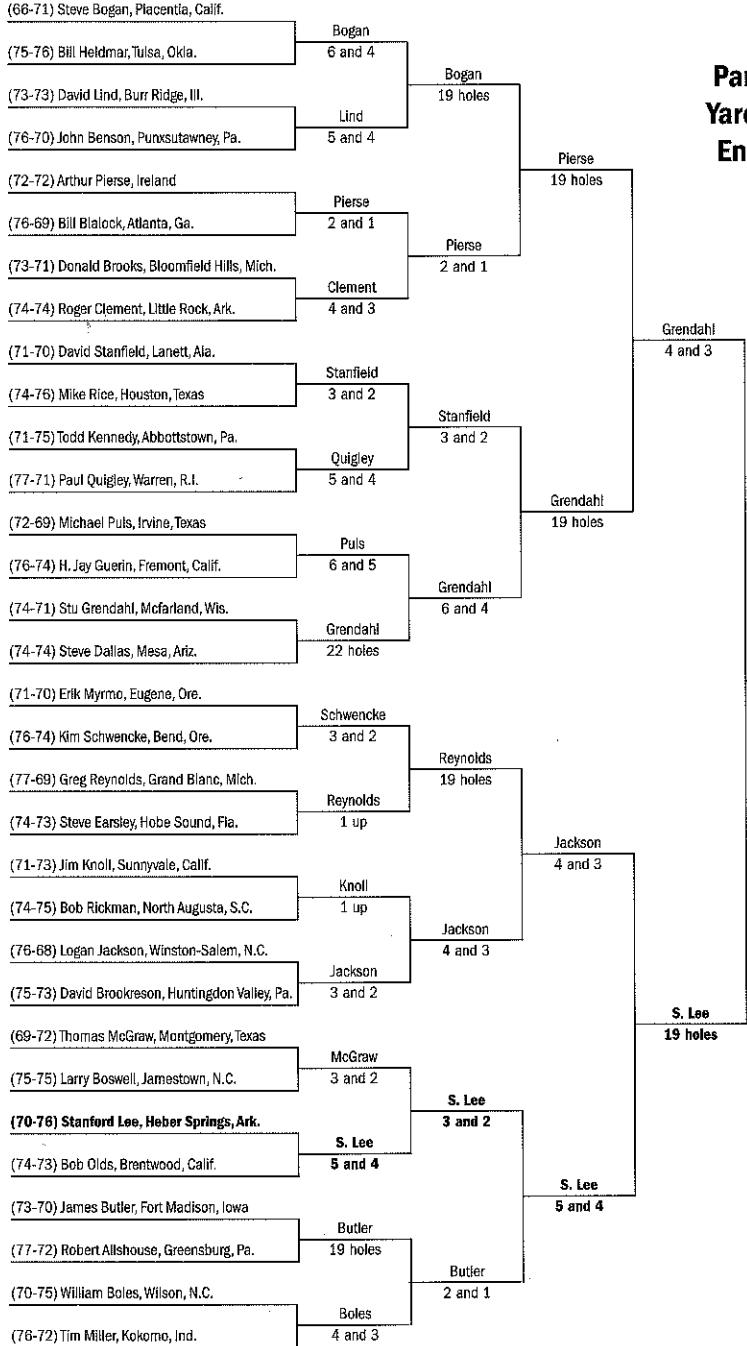 (66-71) Steve Bogan, Placentia, Calif.
(75-76) Bill Heldmar, Tulsa, Okla.
(73-73) David Lind, Burr Ridge, Ill.
(76-70) John Benson, Punxsutawney, Pa.
(72-72) Arthur Pierse, Ireland
(76-69) Bill Blalock, Atlanta, Ga.
(73-71) Donald Brooks, Bloomfield Hills, Mich.
(74-74) Roger Clement, Little Rock, Ark.
(71-70) David Stanfield, Lanett, Ala.
(74-76) Mike Rice, Houston, Texas
(71-75) Todd Kennedy, Abbottstown, Pa.
(77-71) Paul Quigley, Warren, R.I.
(72-69) Michael Puls, Irvine, Texas
(76-74) H. Jay Guerin, Fremont, Calif.
(74-71) Stu Grendahl, Mcfarland, Wis.
(74-74) Steve Dallas, Mesa, Ariz.
(71-70) Erik Myrmo, Eugene, Ore.
(76-74) Kim Schwencke, Bend, Ore.
(77-69) Greg Reynolds, Grand Blanc, Mich.
(74-73) Steve Earsley, Hobe Sound, Fla.
(71-73) Jim Knoll, Sunnyvale, Calif.
(74-75) Bob Rickman, North Augusta, S.C.
(76-68) Logan Jackson, Winston-Salem, N.C.
(75-73) David Brookreson, Huntingdon Valley, Pa.
(69-72) Thomas McGraw, Montgomery, Texas
(75-75) Larry Boswell, Jamestown, N.C.
(70-76) Stanford Lee, Heber Springs, Ark.
(74-73) Bob Olds, Brentwood, Calif.
(73-70) James Butler, Fort Madison, Iowa
(77-72) Robert Allshouse, Greensburg, Pa.
(70-75) William Boles, Wilson, N.C.
(76-72) Tim Miller, Kokomo, Ind.
Bogan
6 and 4
Lind
5 and 4
Pierse
2 and 1
Clement
4 and 3
Stanfield
3 and 2
Quigley
5 and 4
Puls
6 and 5
Grendahl
22 holes
Schwencke
3 and 2
Reynolds
1 up
Knoll
1 up
Jackson
3 and 2
McGraw
3 and 2
S. Lee
5 and 4
Butler
19 holes
Boles
4 and 3
Bogan
19 holes
Pierse
2 and 1
Stanfield
3 and 2
Grendahl
6 and 4
Reynolds
19 holes
Jackson
4 and 3
S. Lee
3 and 2
Butler
2 and 1
Pierse
19 holes
Grendahl
19 holes
Jackson
4 and 3
S. Lee
5 and 4
Grendahl
4 and 3
S. Lee
19 holes